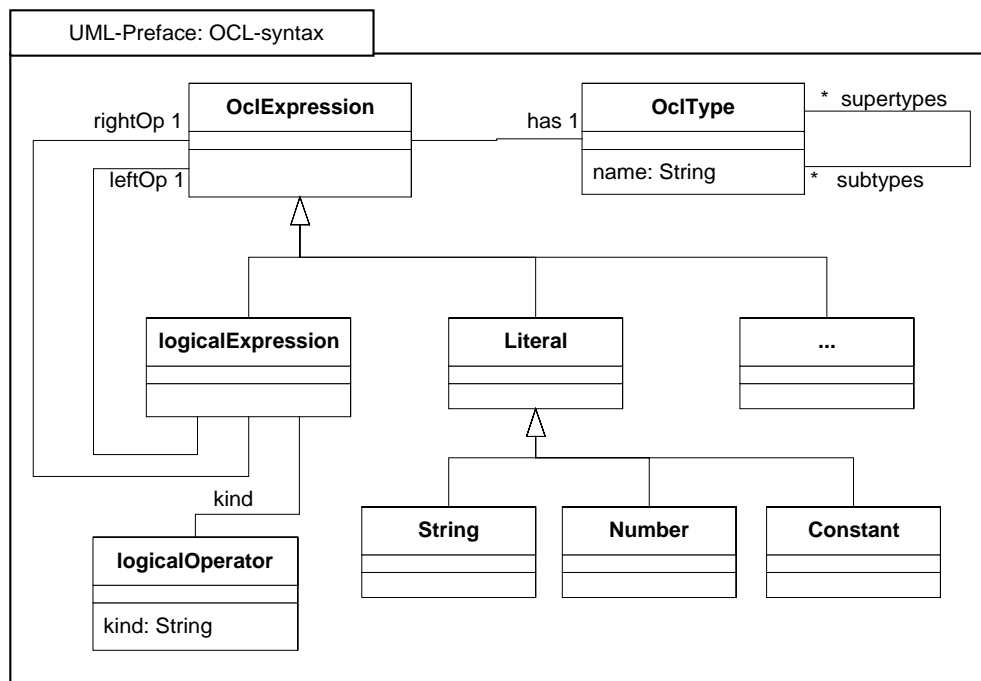 UML-Preface: OCL-syntax
OclExpression
OclType
* supertypes
rightOp 1
has 1
leftOp 1
name: String
* subtypes
logicalExpression
Literal
...
kind
String
Number
Constant
logicalOperator
kind: String